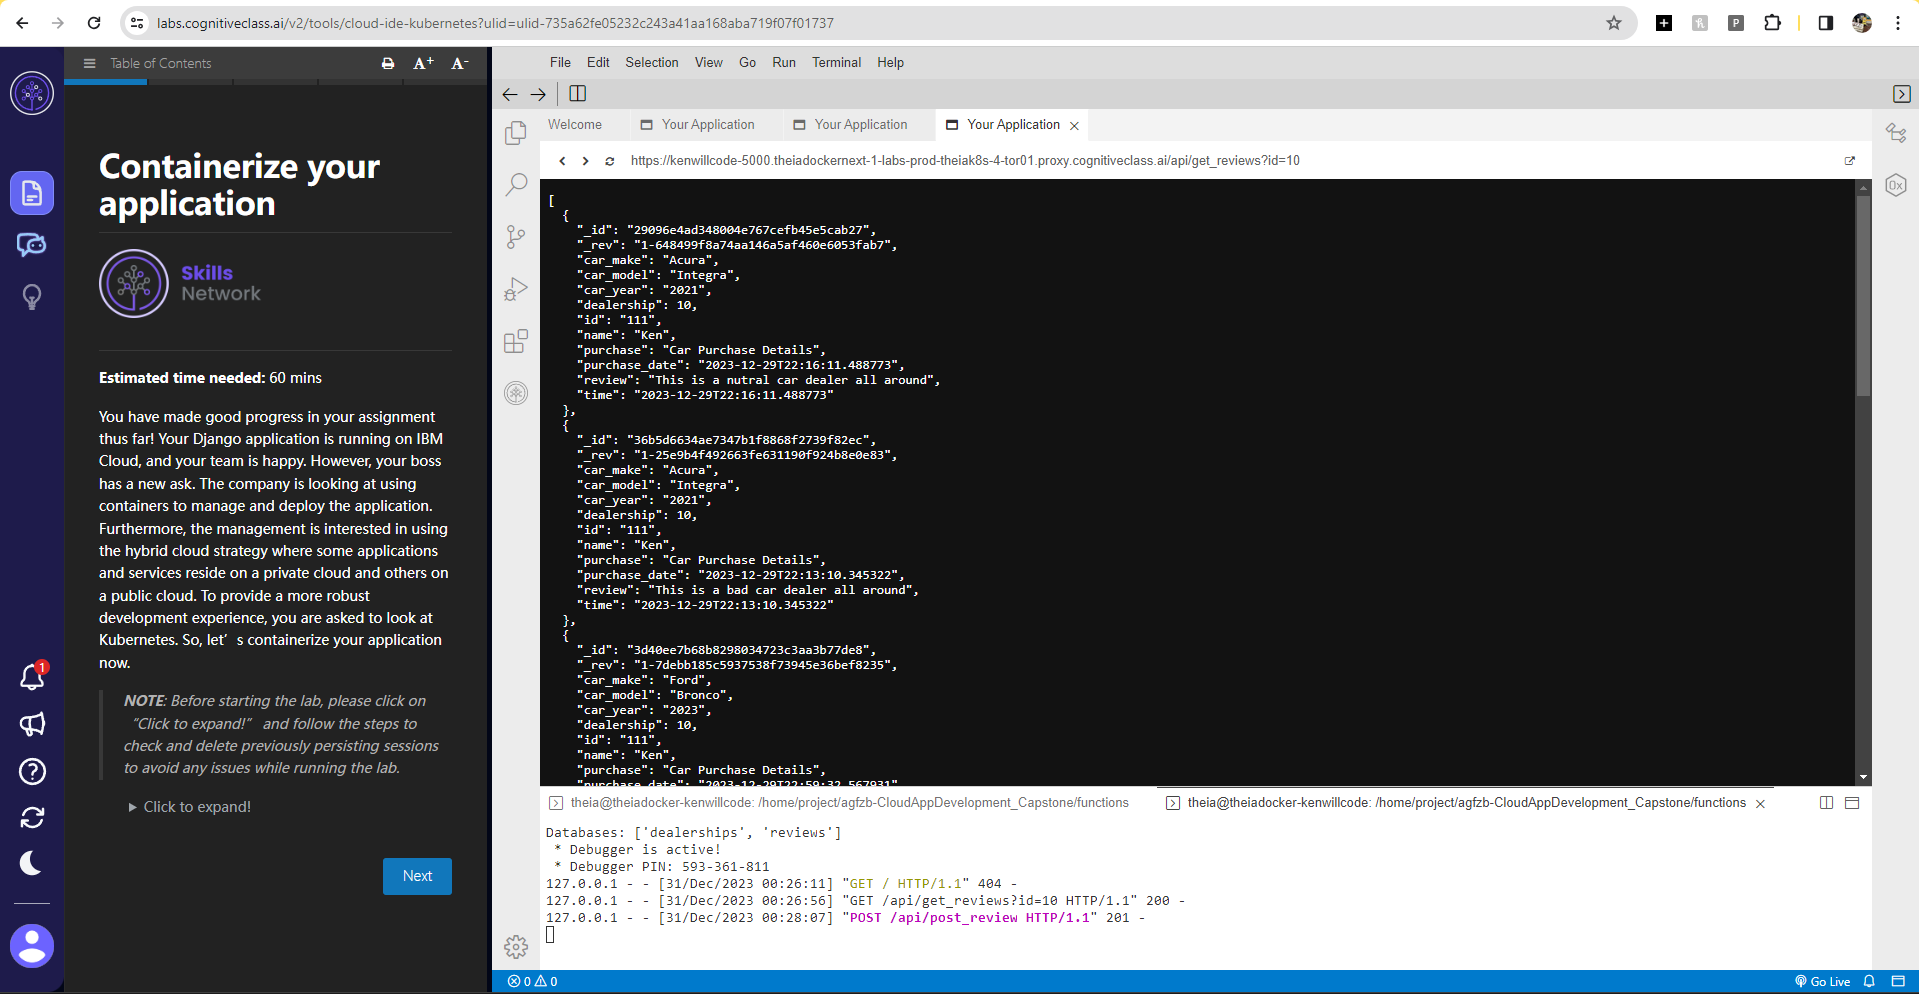 labs.cognitiveclass.ai/v2/tools/cloud-ide-kubernetes?ulid=ulid-735a62fe05232c243a41aa168aba719f07f01737
Table of Contents
A+ A-
Containerize your
application
Skills
Network
Estimated time needed: 60 mins
You have made good progress in your assignment
thus far! Your Django application is running on IBM
Cloud, and your team is happy. However, your boss
has a new ask. The company is looking at using
containers to manage and deploy the application.
Furthermore, the management is interested in using
the hybrid cloud strategy where some applications
and services reside on a private cloud and others on
a public cloud. To provide a more robust
development experience, you are asked to look at
Kubernetes. So, let’s containerize your application
now.
NOTE: Before starting the lab, please click on
“Click to expand!” and follow the steps to
check and delete previously persisting sessions
to avoid any issues while running the lab.
Click to expand!
Next
1
File Edit Selection View Go Run Terminal Help
Welcome Your Application Your Application Your Application
https://kenwillcode-5000.theiadockernext-1-labs-prod-theiak8s-4-tor01.proxy.cognitiveclass.ai/api/get_reviews?id=10
[
{
"_id": "29096e4ad348004e767cefb45e5cab27",
"_rev": "1-648499f8a74aa146a5af460e6053fab7",
"car_make": "Acura",
"car_model": "Integra",
"car_year": "2021",
"dealership": 10,
"id": "111",
"name": "Ken",
"purchase": "Car Purchase Details",
"purchase_date": "2023-12-29T22:16:11.488773",
"review": "This is a nutral car dealer all around",
"time": "2023-12-29T22:16:11.488773"
},
{
"_id": "36b5d6634ae7347b1f8868f2739f82ec",
"_rev": "1-25e9b4f492663fe631190f924b8e0e83",
"car_make": "Acura",
"car_model": "Integra",
"car_year": "2021",
"dealership": 10,
"id": "111",
"name": "Ken",
"purchase": "Car Purchase Details",
"purchase_date": "2023-12-29T22:13:10.345322",
"review": "This is a bad car dealer all around",
"time": "2023-12-29T22:13:10.345322"
},
{
"_id": "3d40ee7b68b8298034723c3aa3b77de8",
"_rev": "1-7debb185c5937538f73945e36bef8235",
"car_make": "Ford",
"car_model": "Bronco",
"car_year": "2023",
"dealership": 10,
"id": "111",
"name": "Ken",
"purchase": "Car Purchase Details",
"purchase_date": "2023-12-29T22:59:32.567931"
theia@theiadocker-kenwillcode: /home/project/agfzb-CloudAppDevelopment_Capstone/functions theia@theiadocker-kenwillcode: /home/project/agfzb-CloudAppDevelopment_Capstone/functions
Databases: ['dealerships', 'reviews']
* Debugger is active!
* Debugger PIN: 593-361-811
127.0.0.1 - - [31/Dec/2023 00:26:11] "GET / HTTP/1.1" 404 -
127.0.0.1 - - [31/Dec/2023 00:26:56] "GET /api/get_reviews?id=10 HTTP/1.1" 200 -
127.0.0.1 - - [31/Dec/2023 00:28:07] "POST /api/post_review HTTP/1.1" 201 -
0 0 Go Live